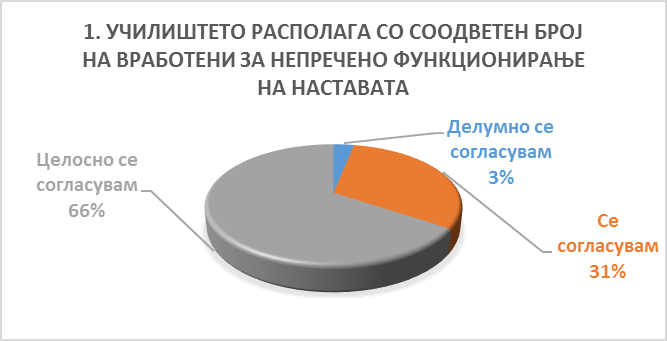 1. УЧИЛИШТЕТО РАСПОЛАГА СО СООДВЕТЕН БРОЈ
НА ВРАБОТЕНИ ЗА НЕПРЕЧЕНО ФУНКЦИОНИРАЊЕ
НА НАСТАВАТА
Делумно се
согласувам
3%
Целосно се
согласувам
66%
Се
согласувам
31%